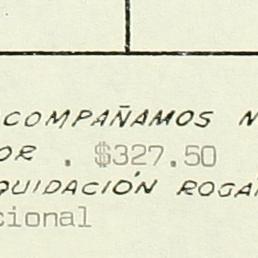 COMPAÑAMOS N
OR . $327.50
QUIDACIÓN ROGA
cional